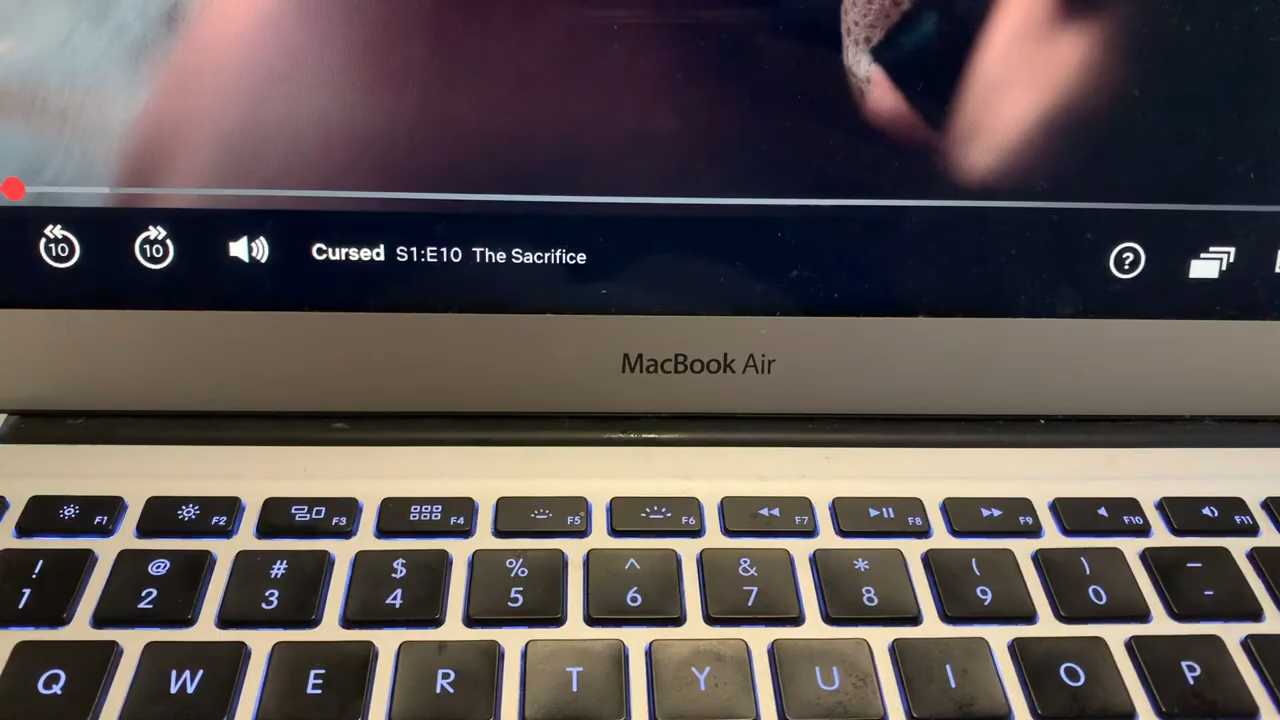 10 10 Cursed S1:E10 The Sacrifice ?
MacBook Air
F1 F2 F3 F4 F5 F6 F7 F8 F9 F10 F11
! @ # $ % ^ & * ( ) _
1 2 3 4 5 6 7 8 9 0 -
Q W E R T Y U I O P